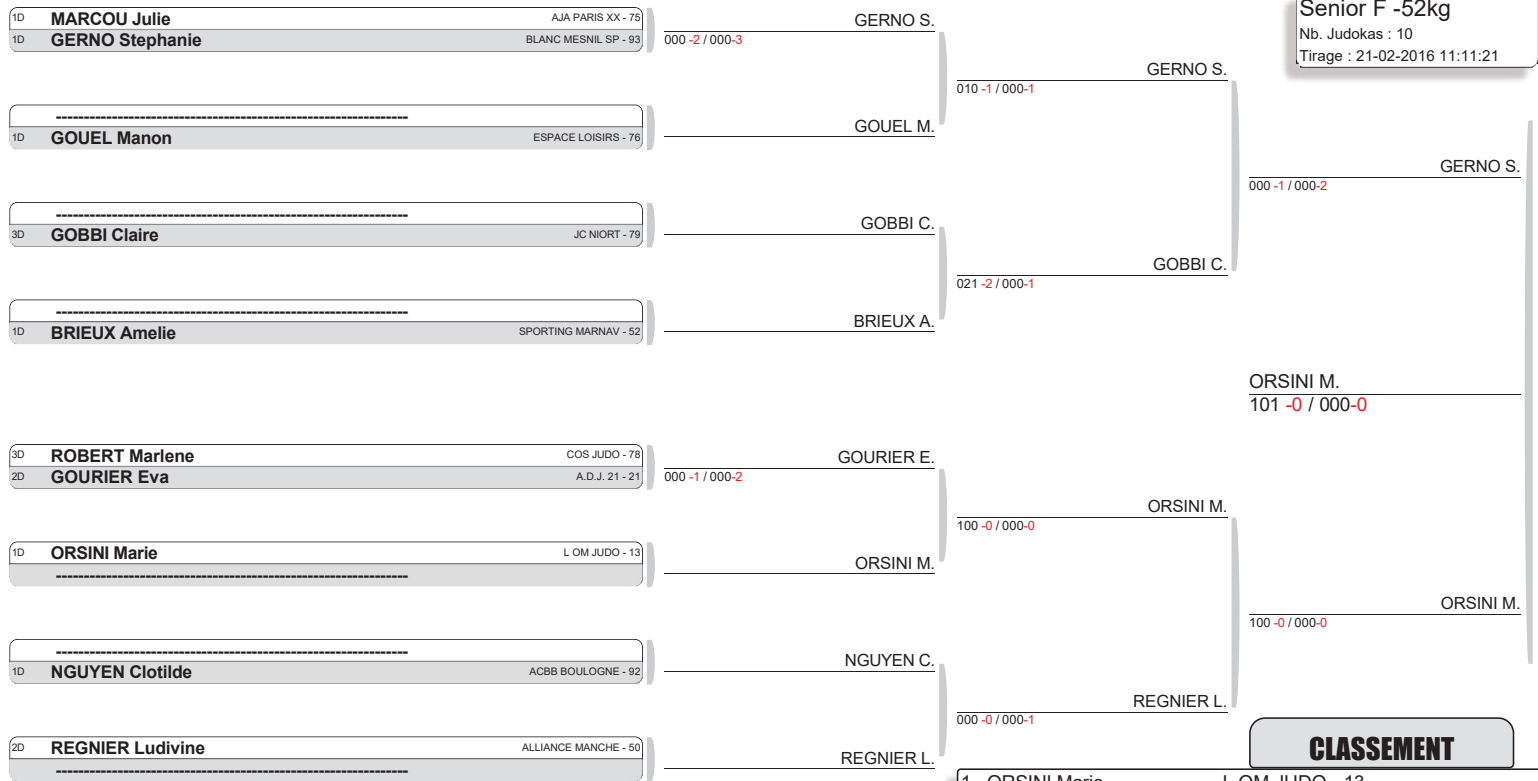 Senior F -52kg
Nb. Judokas : 10
Tirage : 21-02-2016 11:11:21
1D MARCOU Julie AJA PARIS XX - 75
1D GERNO Stephanie BLANC MESNIL SP - 93
GERNO S.
000 -2 / 000-3
----------------------------------------------------------------
1D GOUEL Manon ESPACE LOISIRS - 76
GOUEL M.
GERNO S.
010 -1 / 000-1
----------------------------------------------------------------
3D GOBBI Claire JC NIORT - 79
GOBBI C.
----------------------------------------------------------------
1D BRIEUX Amelie SPORTING MARNAV - 52
BRIEUX A.
GOBBI C.
021 -2 / 000-1
GERNO S.
000 -1 / 000-2
ORSINI M.
101 -0 / 000-0
3D ROBERT Marlene COS JUDO - 78
2D GOURIER Eva A.D.J. 21 - 21
GOURIER E.
000 -1 / 000-2
1D ORSINI Marie L OM JUDO - 13
----------------------------------------------------------------
ORSINI M.
ORSINI M.
100 -0 / 000-0
----------------------------------------------------------------
1D NGUYEN Clotilde ACBB BOULOGNE - 92
NGUYEN C.
2D REGNIER Ludivine ALLIANCE MANCHE - 50
----------------------------------------------------------------
REGNIER L.
REGNIER L.
000 -0 / 000-1
ORSINI M.
100 -0 / 000-0
CLASSEMENT
1 ORSINI Marie L OM JUDO - 13